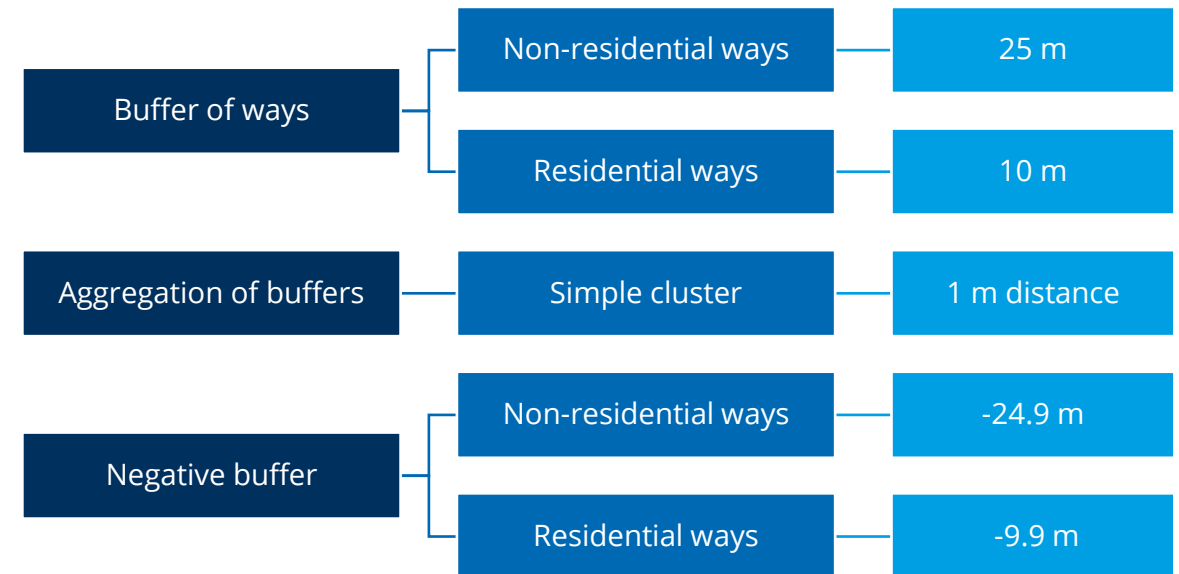 Buffer of ways
Non-residential ways
25 m
Residential ways
10 m
Aggregation of buffers
Simple cluster
1 m distance
Negative buffer
Non-residential ways
-24.9 m
Residential ways
-9.9 m